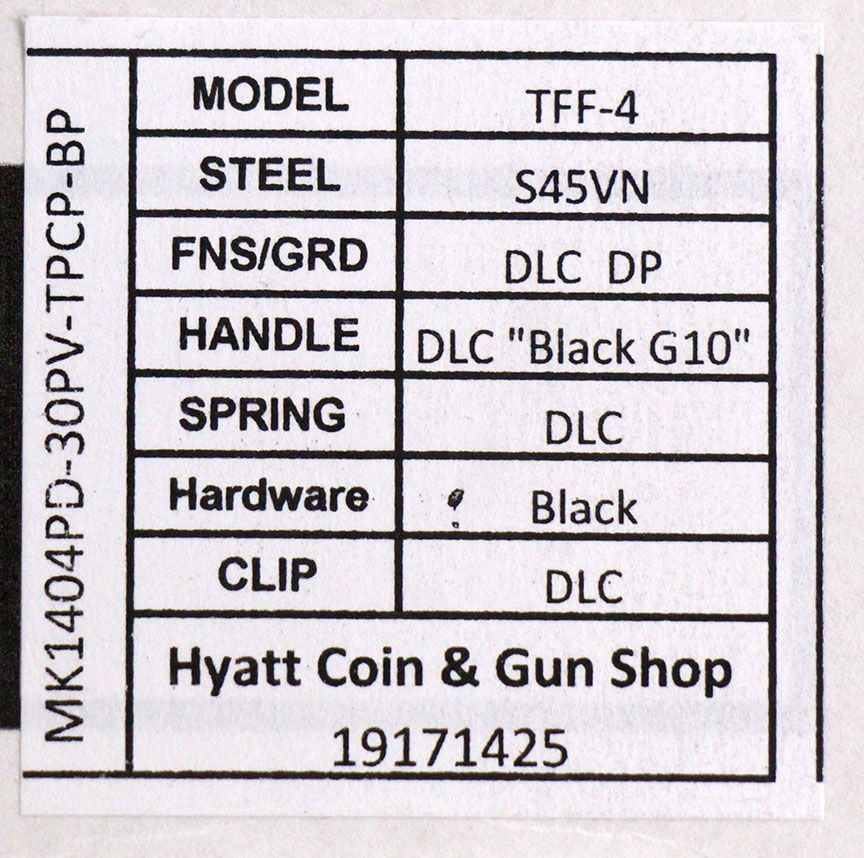 MK1404PD-30PV-TPCP-BP
MODEL TFF-4
STEEL S45VN
FNS/GRD DLC DP
HANDLE DLC "Black G10"
SPRING DLC
Hardware Black
CLIP DLC
Hyatt Coin & Gun Shop
19171425